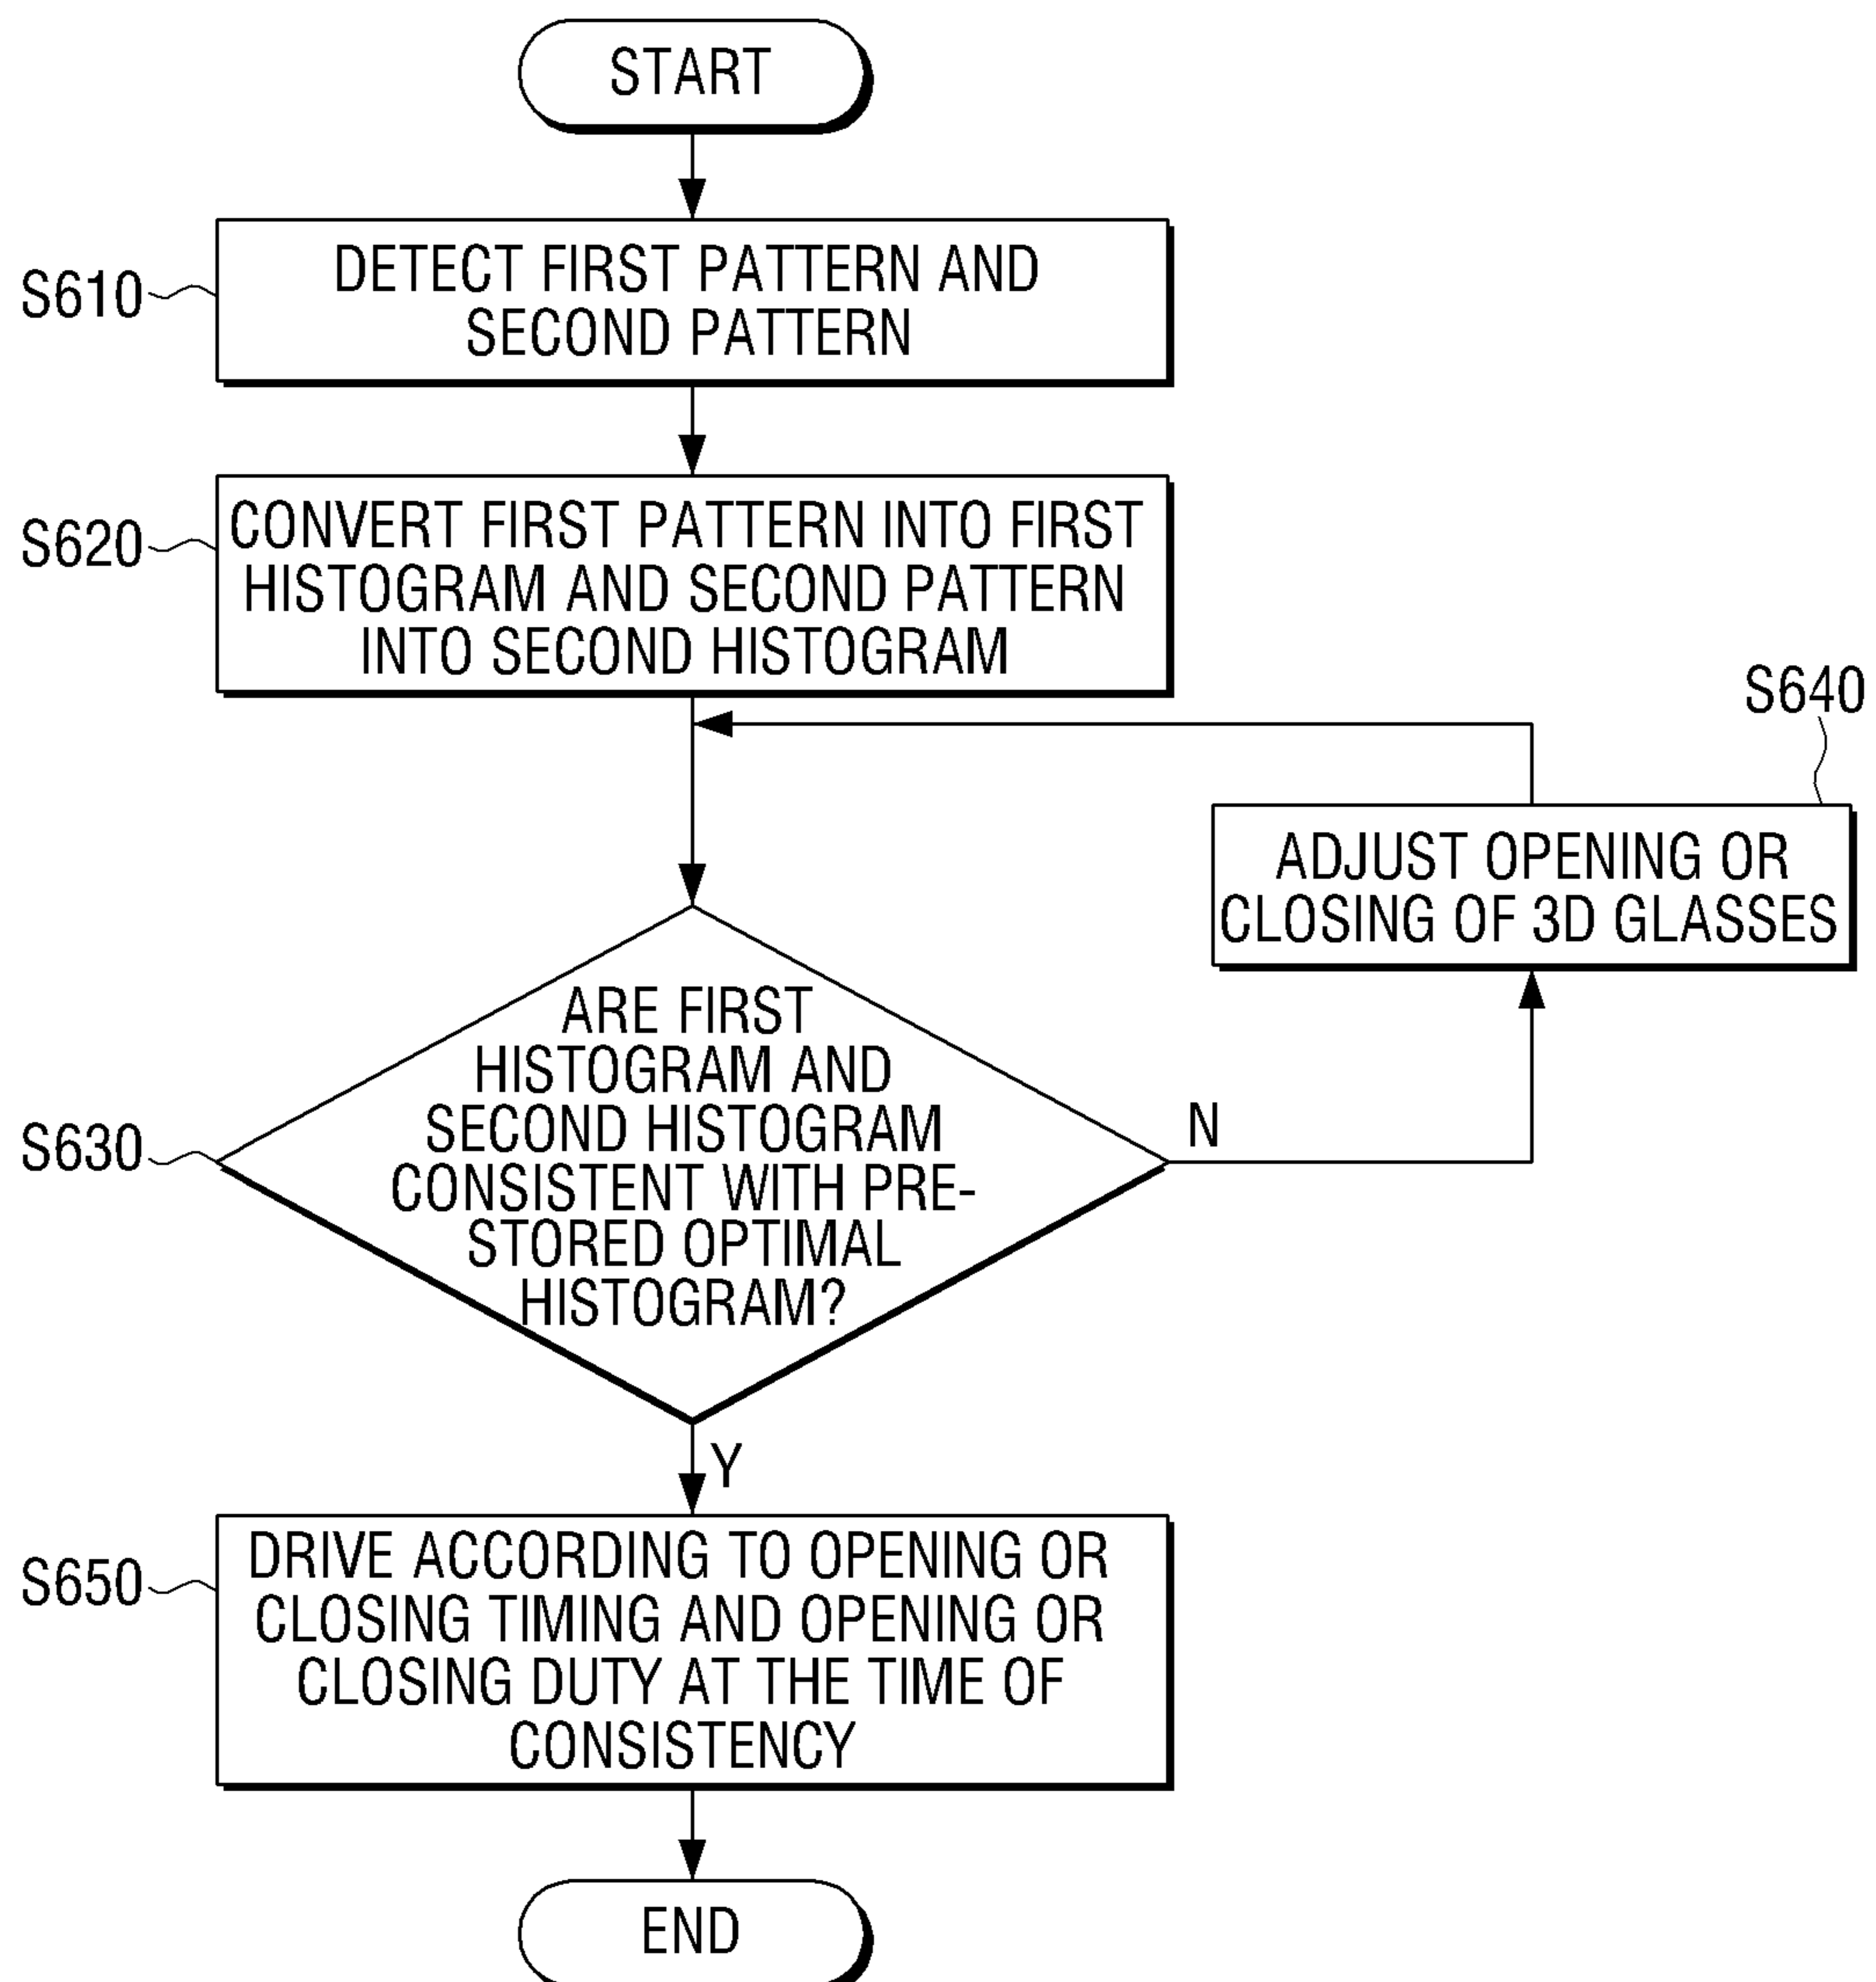 START
S610
DETECT FIRST PATTERN AND
SECOND PATTERN
S620
CONVERT FIRST PATTERN INTO FIRST
HISTOGRAM AND SECOND PATTERN
INTO SECOND HISTOGRAM
S640
ADJUST OPENING OR
CLOSING OF 3D GLASSES
S630
ARE FIRST
HISTOGRAM AND
SECOND HISTOGRAM
CONSISTENT WITH PRE-
STORED OPTIMAL
HISTOGRAM?
N
Y
S650
DRIVE ACCORDING TO OPENING OR
CLOSING TIMING AND OPENING OR
CLOSING DUTY AT THE TIME OF
CONSISTENCY
END